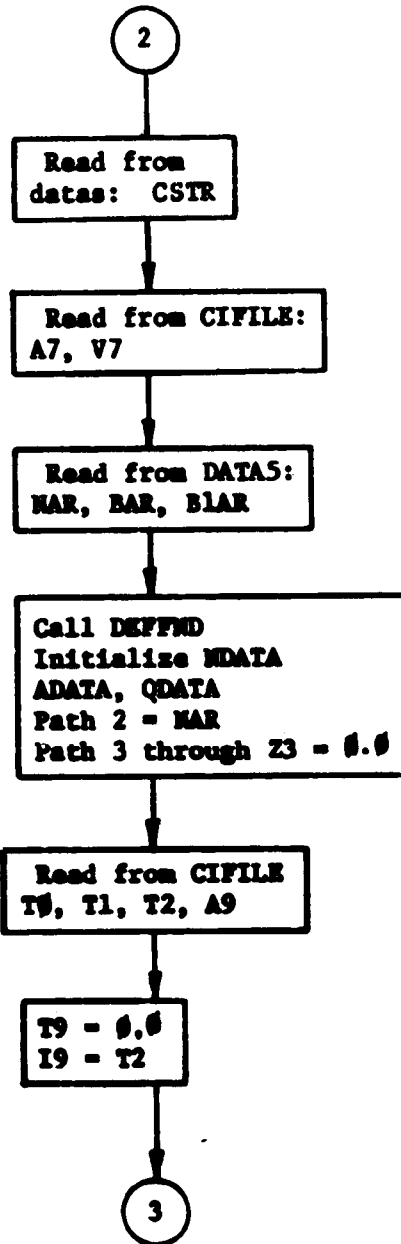 2
Read from
datas: CSTR
Read from CIFILE:
A7, V7
Read from DATA5:
NAR, BAR, B1AR
Call DEFFND
Initialize NDATA
ADATA, QDATA
Path 2 = NAR
Path 3 through Z3 = Ø.Ø
Read from CIFILE
TØ, T1, T2, A9
T9 = Ø.Ø
I9 = T2
3